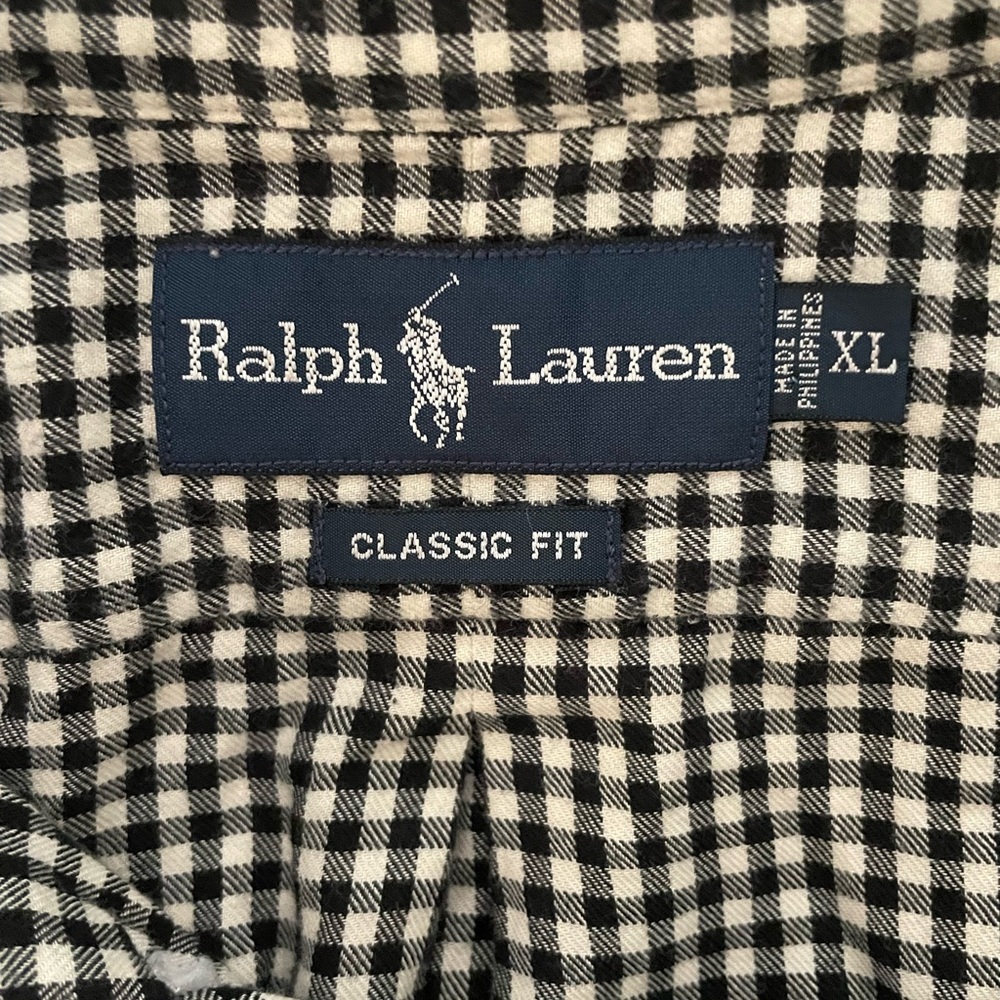 Ralph Lauren
MADE IN
PHILIPPINES
XL
CLASSIC FIT